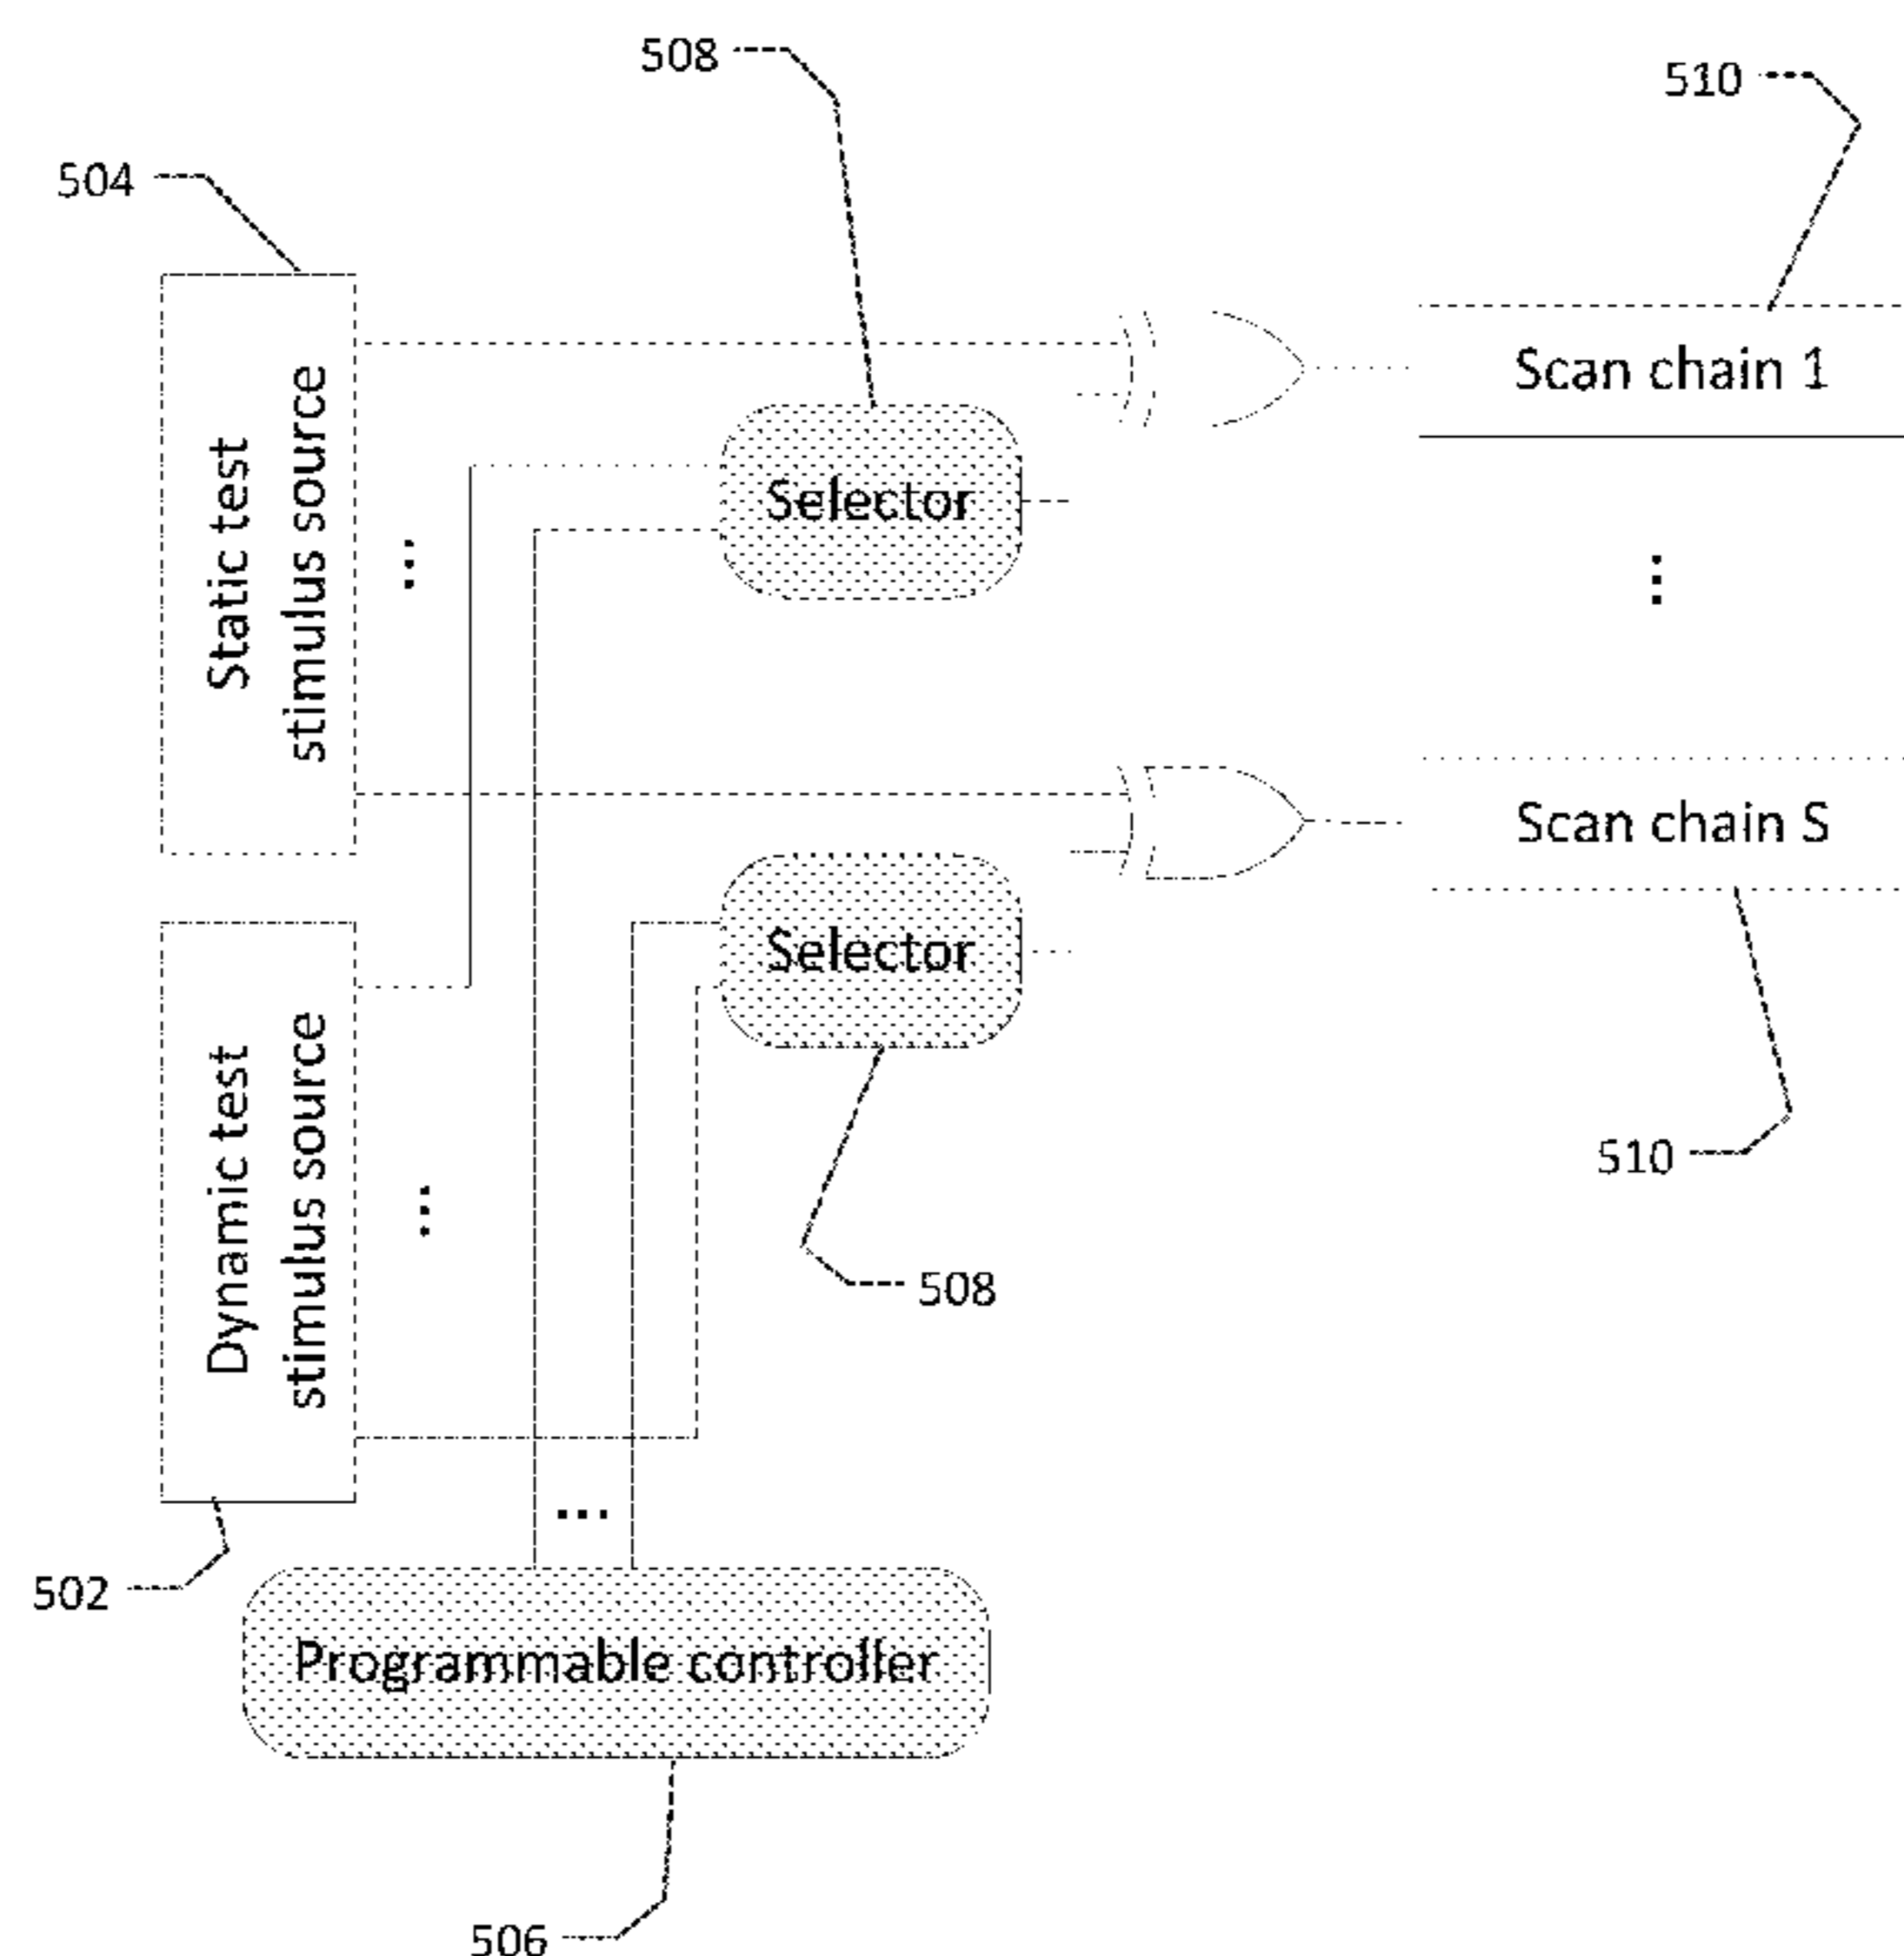 508
510
504
Static test
stimulus source
Scan chain 1
Selector
Scan chain S
Selector
Dynamic test
stimulus source
510
508
502
Programmable controller
506